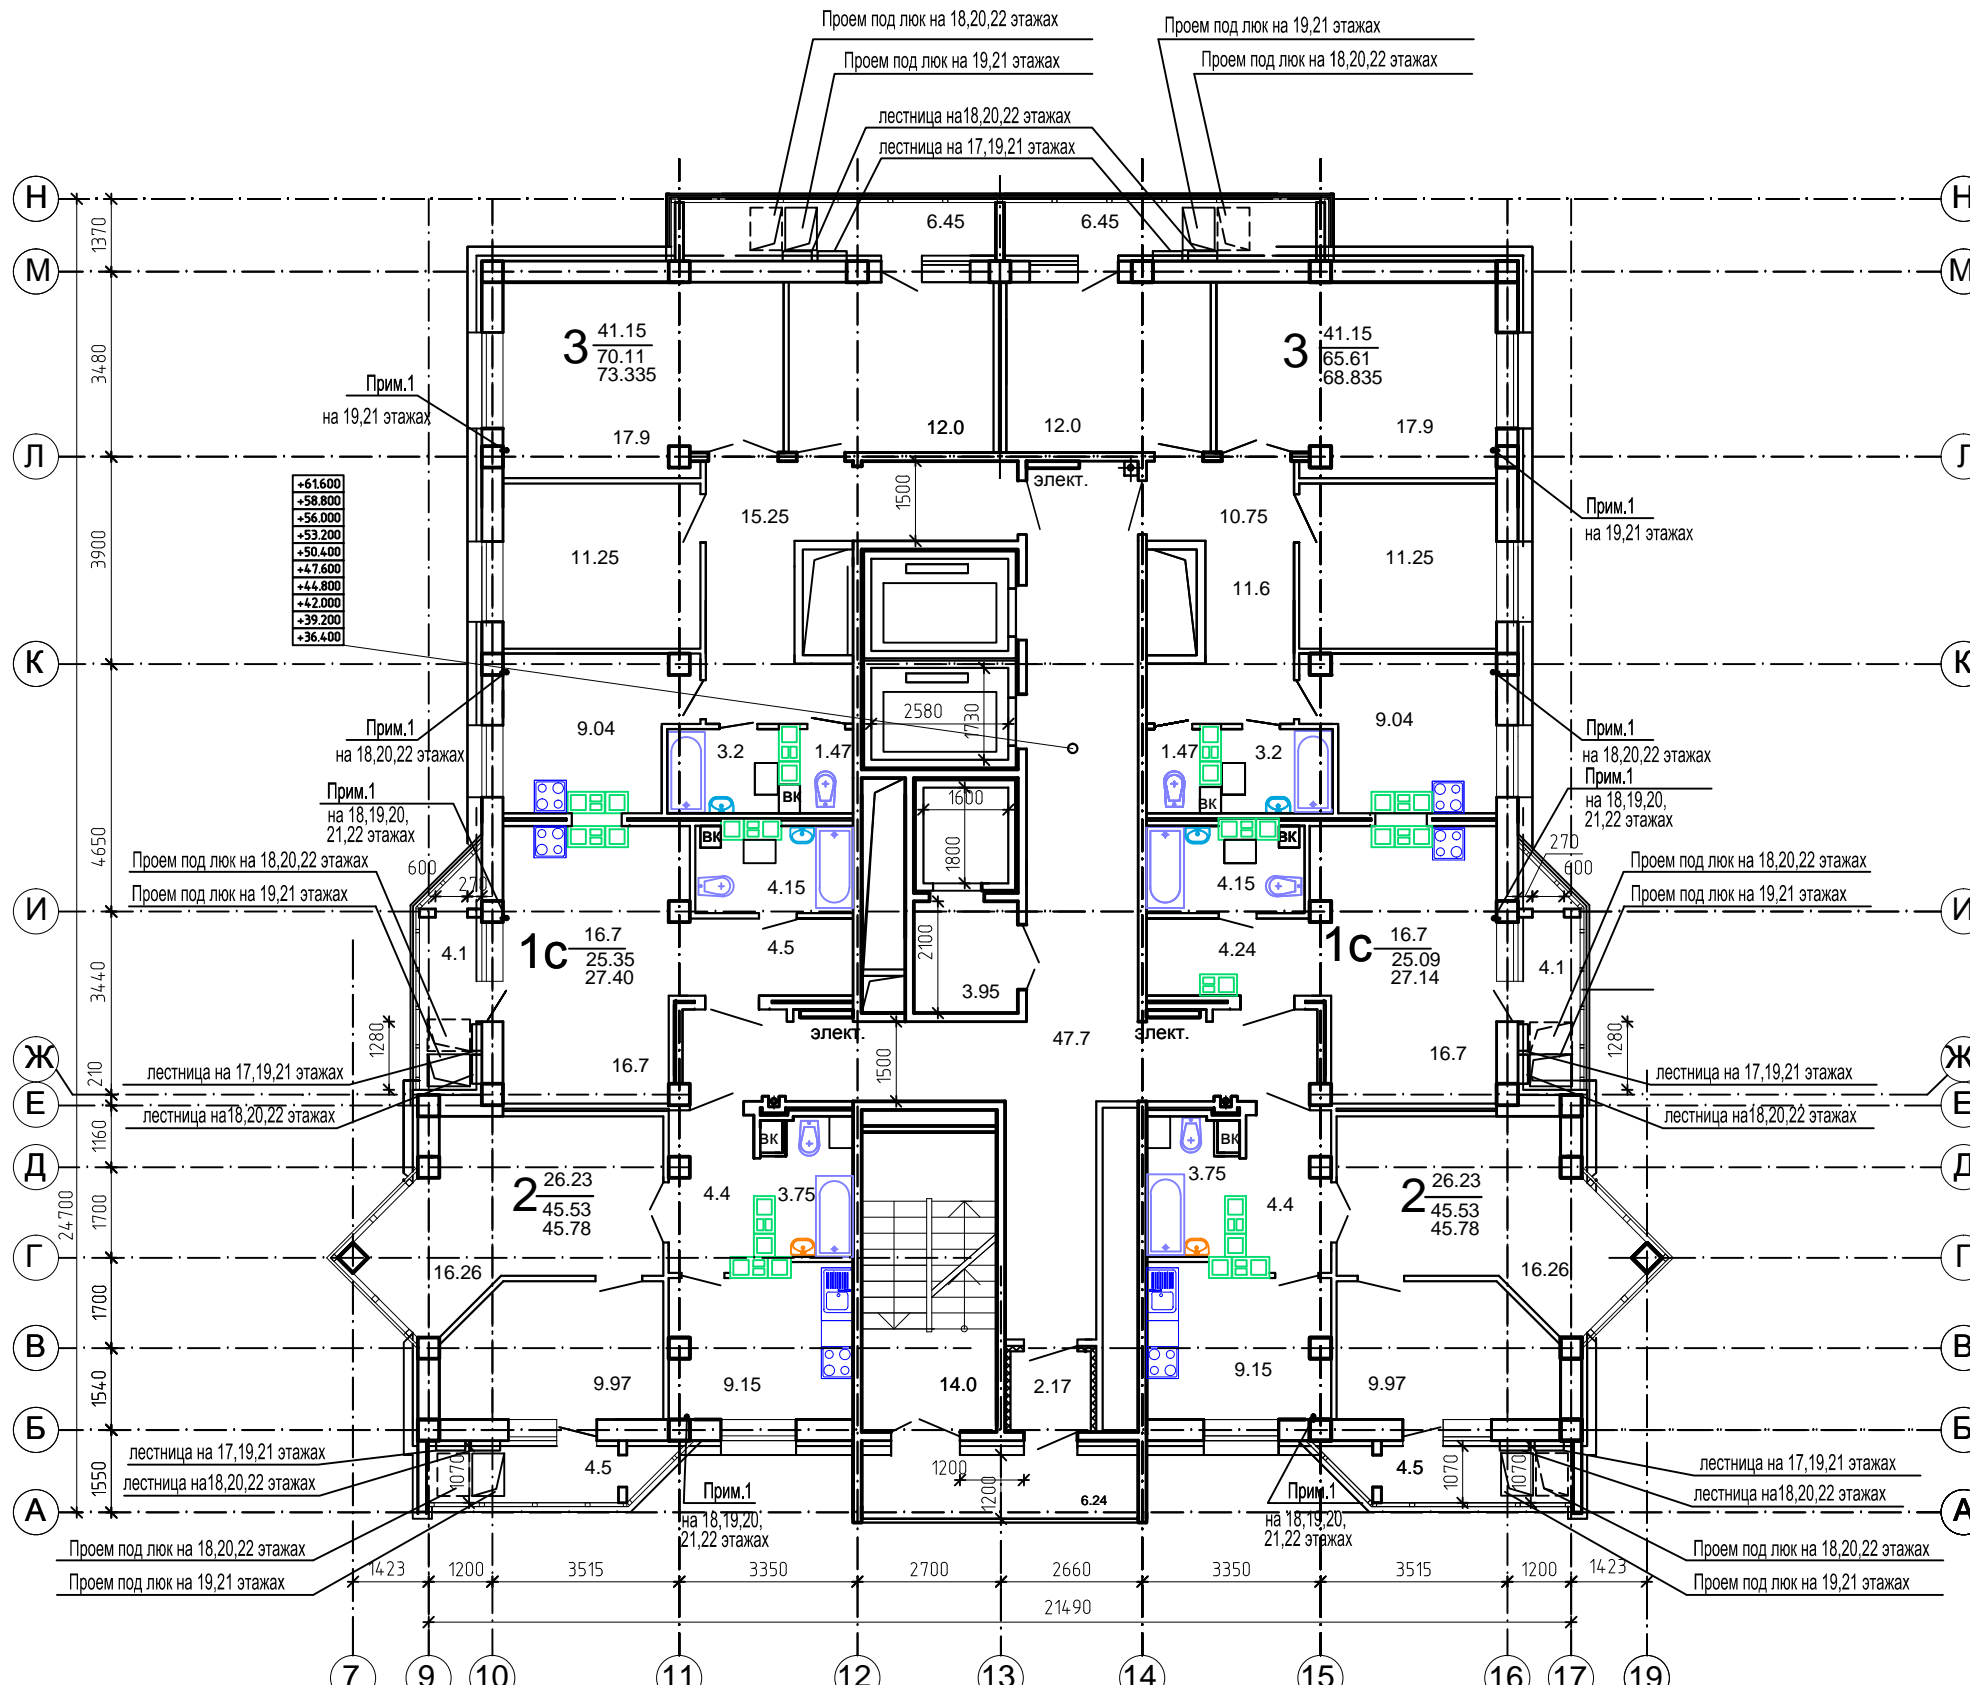 Проем под люк на 18,20,22 этажах
Проем под люк на 19,21 этажах
Проем под люк на 19,21 этажах
Проем под люк на 18,20,22 этажах
лестница на18,20,22 этажах
лестница на 17,19,21 этажах
Н
Н
1370
6.45
6.45
М
М
3480
3
41.15
70.11
73.335
3
41.15
65.61
68.835
Прим.1
на 19,21 этажах
17.9
12.0
12.0
17.9
Л
Л
+61.600
+58.800
+56.000
+53.200
+50.400
+47.600
+44.800
+42.000
+39.200
+36.400
1500
элект.
Прим.1
на 19,21 этажах
15.25
10.75
3900
11.25
11.6
11.25
К
К
2580
1730
Прим.1
на 18,20,22 этажах
9.04
3.2
1.47
1.47
3.2
9.04
Прим.1
на 18,20,22 этажах
Прим.1
на 18,19,20,
21,22 этажах
ВК
1600
ВК
Прим.1
на 18,19,20,
21,22 этажах
4650
ВК
ВК
1800
Проем под люк на 18,20,22 этажах
Проем под люк на 19,21 этажах
600
270
4.15
4.15
270
600
Проем под люк на 18,20,22 этажах
Проем под люк на 19,21 этажах
И
И
3440
4.1
1с
16.7
25.35
27.40
4.5
2100
3.95
4.24
1с
16.7
25.09
27.14
4.1
1280
элект.
47.7
элект.
1280
16.7
1500
16.7
Ж
Ж
210
лестница на 17,19,21 этажах
лестница на18,20,22 этажах
лестница на 17,19,21 этажах
лестница на18,20,22 этажах
Е
Е
1160
ВК
ВК
Д
Д
24700
1700
2
26.23
45.53
45.78
4.4
3.75
3.75
4.4
2
26.23
45.53
45.78
Г
Г
16.26
16.26
1700
В
В
1540
9.97
9.15
14.0
2.17
9.15
9.97
Б
Б
1550
лестница на 17,19,21 этажах
лестница на18,20,22 этажах
1070
4.5
1200
1200
6.24
4.5
1070
1070
лестница на 17,19,21 этажах
лестница на18,20,22 этажах
А
А
Прим.1
на 18,19,20,
21,22 этажах
Прим.1
на 18,19,20,
21,22 этажах
Проем под люк на 18,20,22 этажах
Проем под люк на 19,21 этажах
Проем под люк на 18,20,22 этажах
Проем под люк на 19,21 этажах
1423
1200
3515
3350
2700
2660
3350
3515
1200
1423
21490
7
9
10
11
12
13
14
15
16
17
19